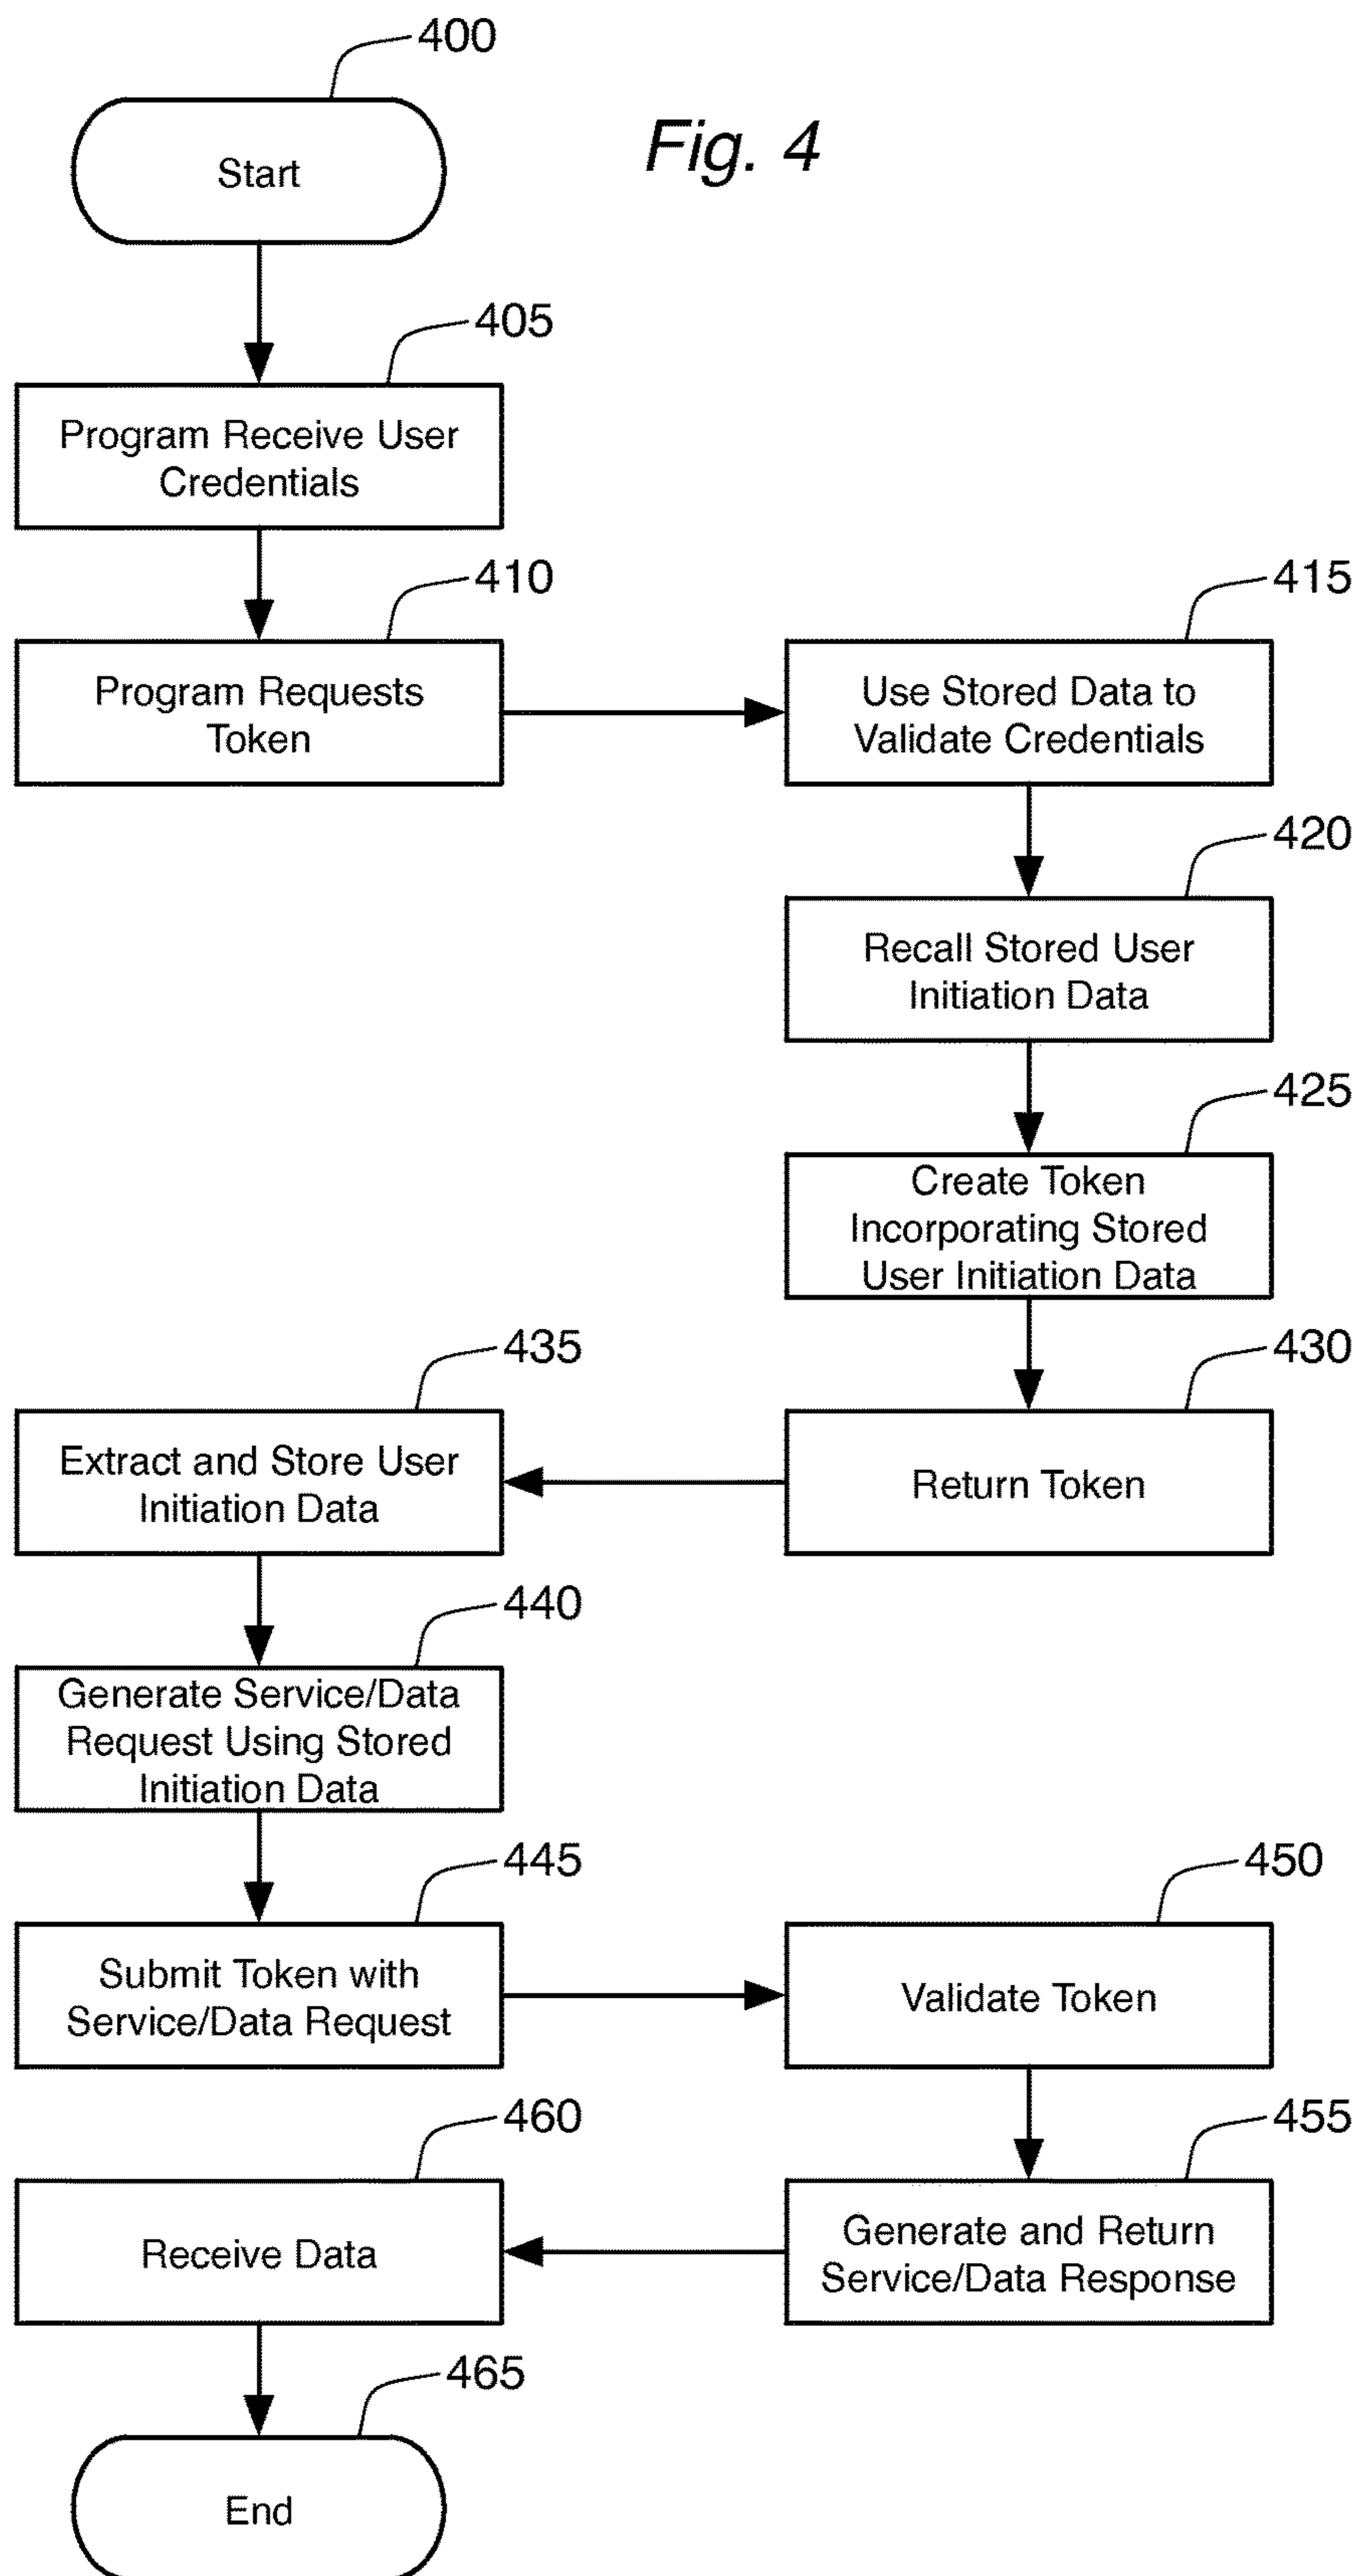 400
Fig. 4
Start
405
Program Receive User
Credentials
410
Program Requests
Token
415
Use Stored Data to
Validate Credentials
420
Recall Stored User
Initiation Data
425
Create Token
Incorporating Stored
User Initiation Data
430
Return Token
435
Extract and Store User
Initiation Data
440
Generate Service/Data
Request Using Stored
Initiation Data
445
Submit Token with
Service/Data Request
450
Validate Token
455
Generate and Return
Service/Data Response
460
Receive Data
465
End